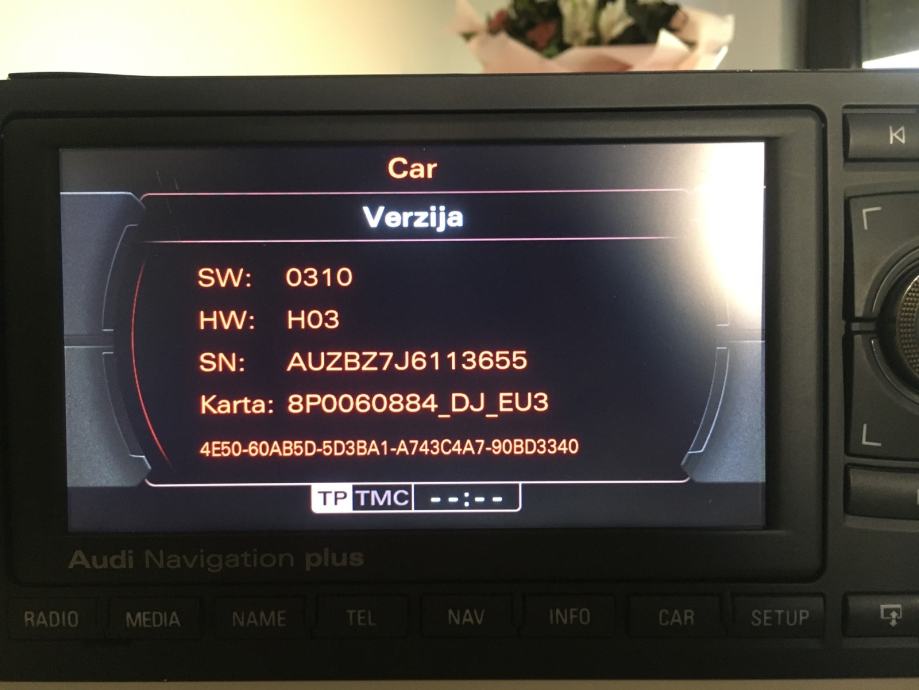 Car
Verzija
SW: 0310
HW: H03
SN: AUZBZ7J6113655
Karta: 8P0060884_DJ_EU3
4E50-60AB5D-5D3BA1-A743C4A7-90BD3340
TP TMC --:--
Audi Navigation plus
RADIO MEDIA NAME TEL NAV INFO CAR SETUP